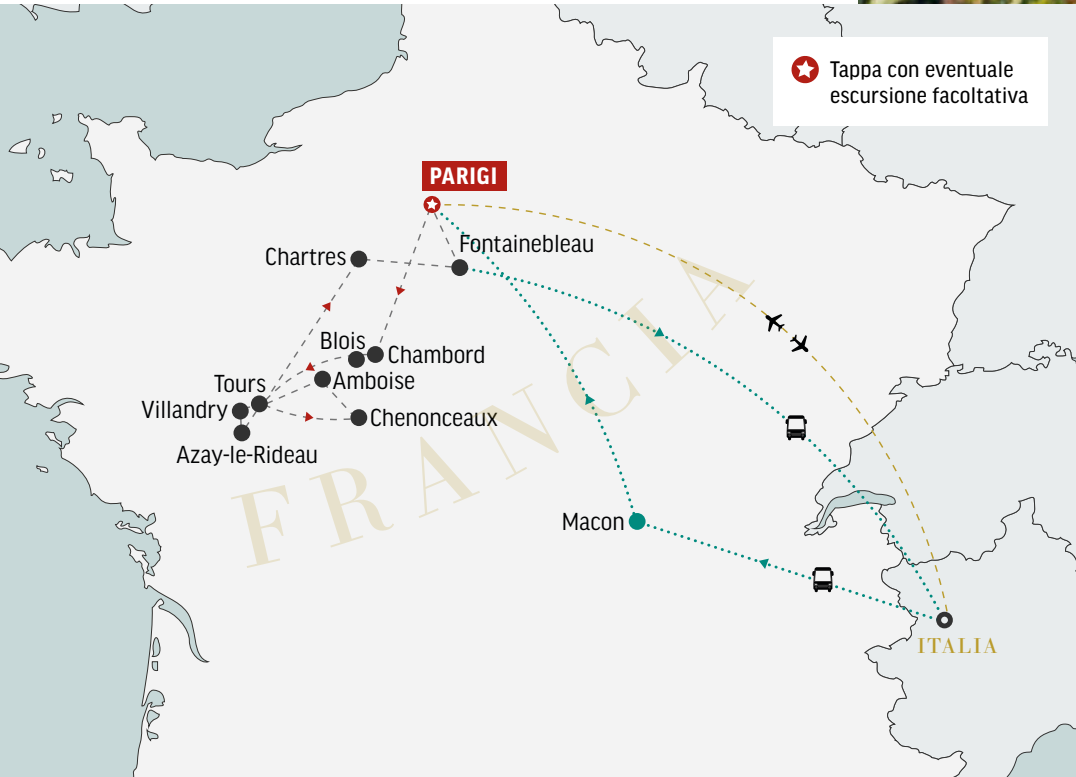 Tappa con eventuale
escursione facoltativa
PARIGI
Fontainebleau
Chartres
Blois
Chambord
Amboise
Tours
Villandry
Chenonceaux
Azay-le-Rideau
FRANCIA
Macon
ITALIA